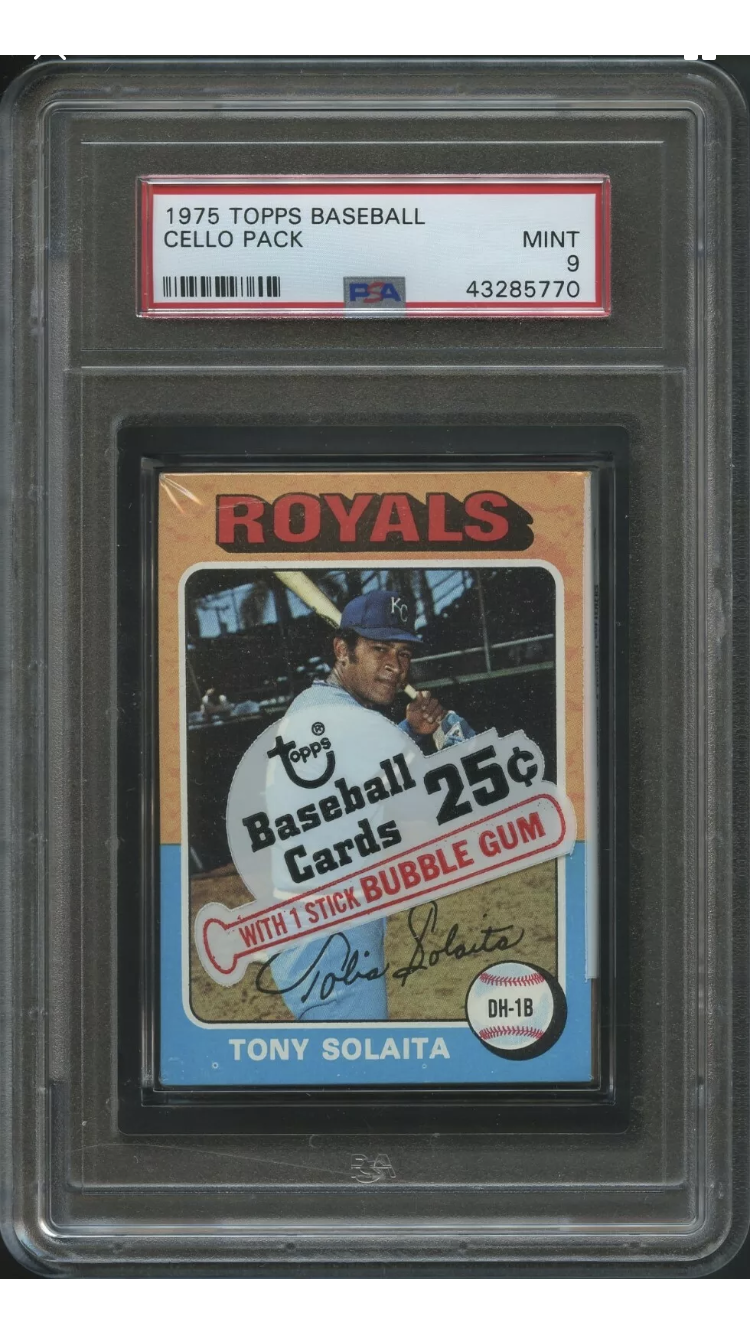 1975 TOPPS BASEBALL
CELLO PACK
MINT
9
PSA
43285770
ROYALS
KC
topps®
Baseball
Cards
25¢
WITH 1 STICK BUBBLE GUM
Tolia Solaita
DH-1B
TONY SOLAITA
PSA